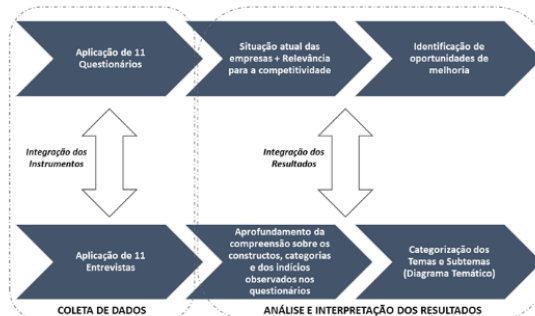 Aplicação de 11
Questionários
Situação atual das
empresas + Relevância
para a competitividade
Identificação de
oportunidades de
melhoria
Integração dos
Instrumentos
Integração dos
Resultados
Aplicação de 11
Entrevistas
Aprofundamento da
compreensão sobre os
constructos, categorias
e dos indícios
observados nos
questionários
Categorização dos
Temas e Subtemas
(Diagrama Temático)
COLETA DE DADOS
ANÁLISE E INTERPRETAÇÃO DOS RESULTADOS